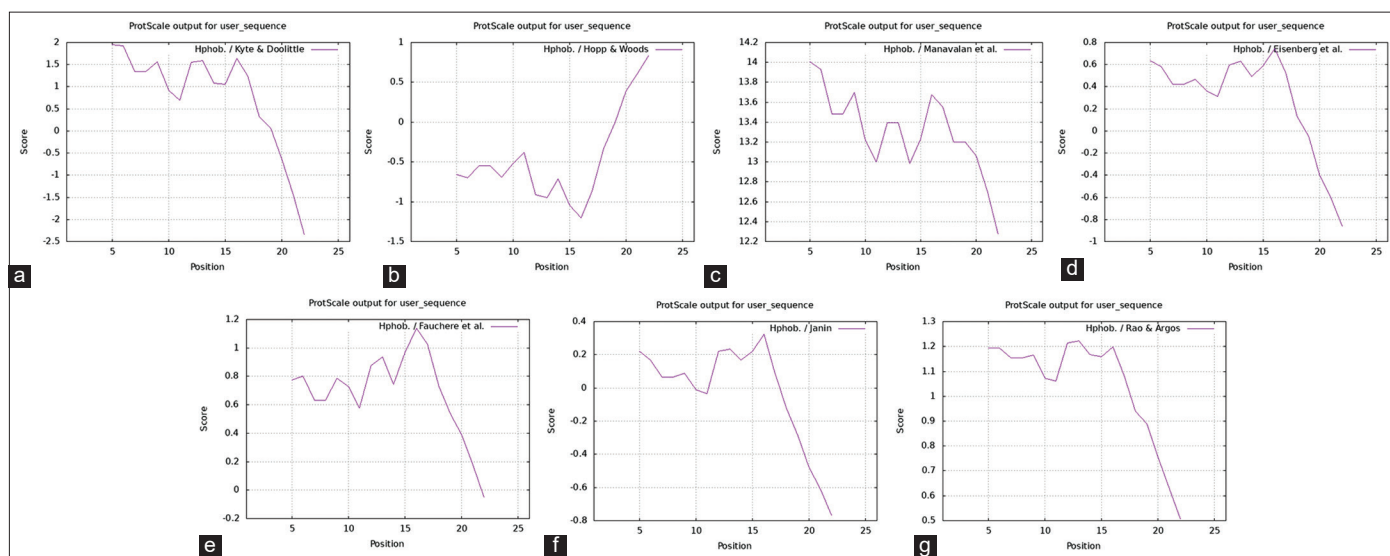 ProtScale output for user_sequence
Hphob. / Kyte & Doolittle
2
1.5
1
0.5
0
-0.5
-1
-1.5
-2
-2.5
Score
5 10 15 20 25
Position
a
ProtScale output for user_sequence
Hphob. / Hopp & Woods
1
0.5
0
-0.5
-1
-1.5
Score
5 10 15 20 25
Position
b
ProtScale output for user_sequence
Hphob. / Manavalan et al.
14.2
14
13.8
13.6
13.4
13.2
13
12.8
12.6
12.4
12.2
Score
5 10 15 20 25
Position
c
ProtScale output for user_sequence
Hphob. / Eisenberg et al.
0.8
0.6
0.4
0.2
0
-0.2
-0.4
-0.6
-0.8
-1
Score
5 10 15 20 25
Position
d
ProtScale output for user_sequence
Hphob. / Fauchere et al.
1.2
1
0.8
0.6
0.4
0.2
0
-0.2
Score
5 10 15 20 25
Position
e
ProtScale output for user_sequence
Hphob. / Janin
0.4
0.2
0
-0.2
-0.4
-0.6
-0.8
Score
5 10 15 20 25
Position
f
ProtScale output for user_sequence
Hphob. / Rao & Argos
1.3
1.2
1.1
1
0.9
0.8
0.7
0.6
0.5
Score
5 10 15 20 25
Position
g